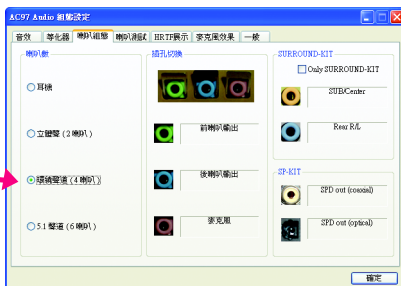 AC97 Audio 組態設定
音效 等化器 喇叭組態 喇叭測試 HRTF展示 麥克風效果 一般
喇叭數
耳機
立體聲 (2 喇叭)
環繞聲道 (4 喇叭)
5.1 聲道 (6 喇叭)
插孔切換
前喇叭輸出
後喇叭輸出
麥克風
SURROUND-KIT
Only SURROUND-KIT
SUB/Center
Rear R/L
SP-KIT
SPD out (coaxial)
SPD out (optical)
確定